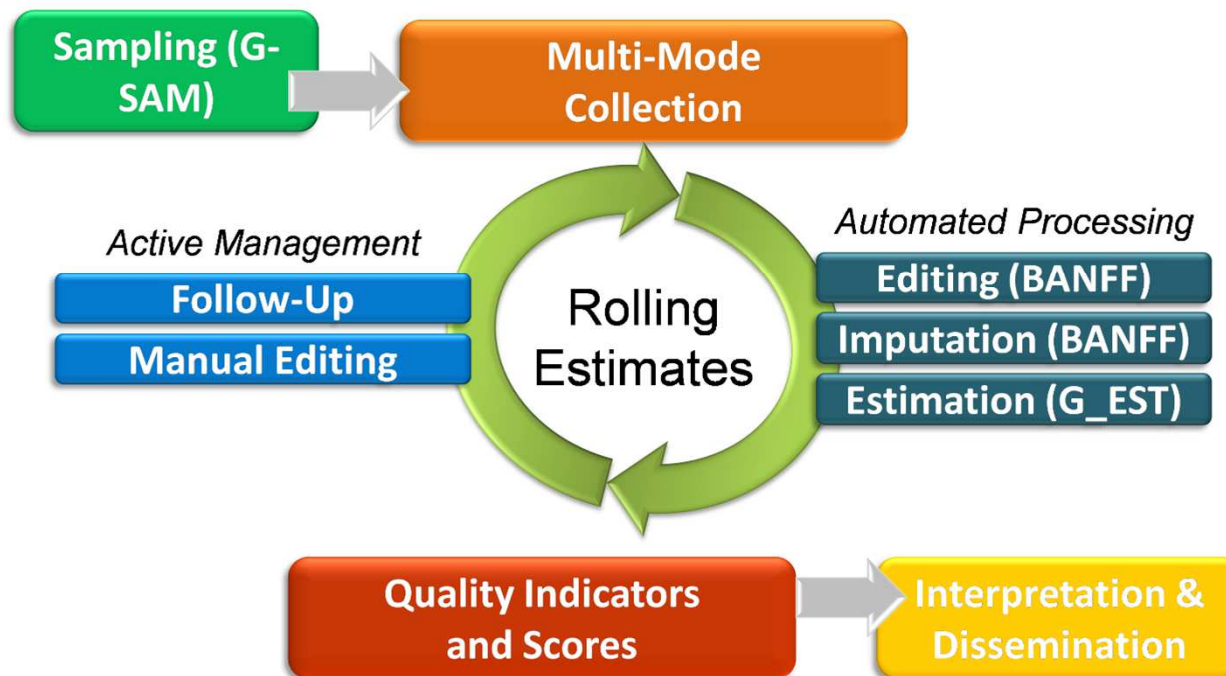 Sampling (G-
SAM)
Multi-Mode
Collection
Active Management
Follow-Up
Manual Editing
Rolling
Estimates
Automated Processing
Editing (BANFF)
Imputation (BANFF)
Estimation (G_EST)
Quality Indicators
and Scores
Interpretation &
Dissemination